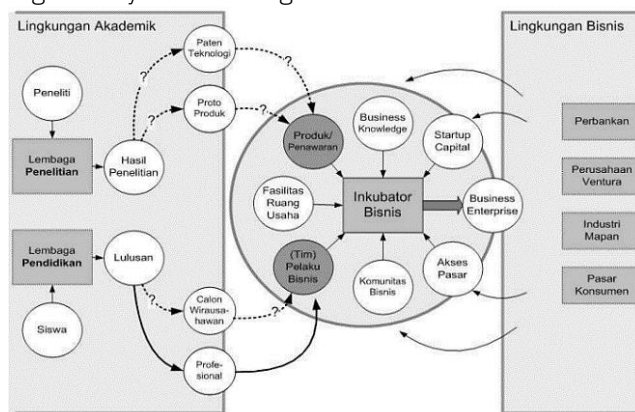 Lingkungan Akademik
Lingkungan Bisnis
Peneliti
Lembaga
Penelitian
Hasil
Penelitian
Lembaga
Pendidikan
Lulusan
Siswa
?
?
?
?
?
?
Paten
Teknologi
Proto
Produk
Calon
Wirausa-
hawan
Profe-
sional
Produk/
Penawaran
Business
Knowledge
Startup
Capital
Fasilitas
Ruang
Usaha
Inkubator
Bisnis
Business
Enterprise
(Tim)
Pelaku
Bisnis
Komunitas
Bisnis
Akses
Pasar
Perbankan
Perusahaan
Ventura
Industri
Mapan
Pasar
Konsumen